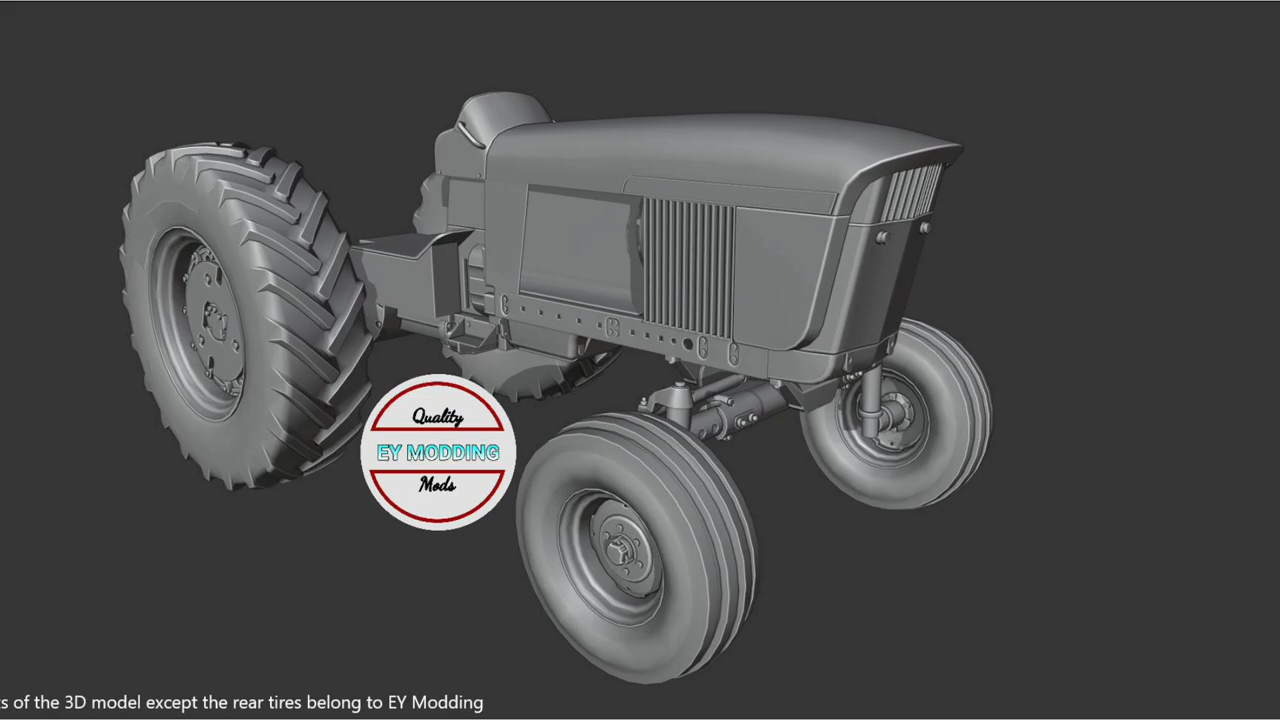 Quality
EY MODDING
Mods
of the 3D model except the rear tires belong to EY Modding